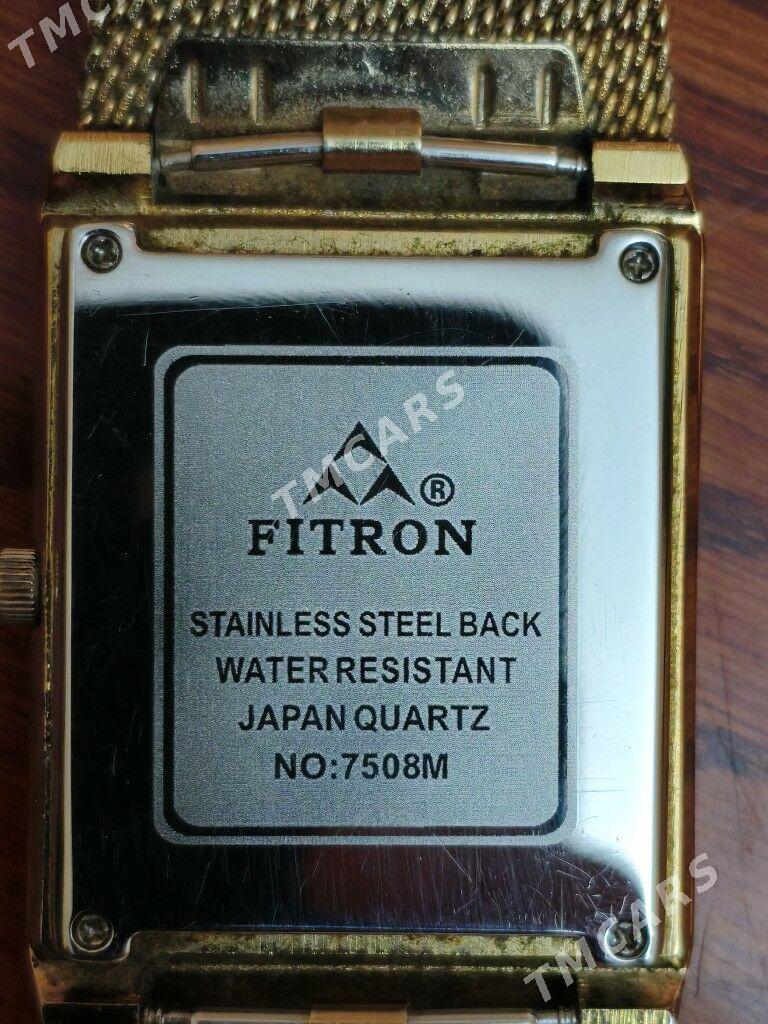 TMCARS
TMCARS
®
FITRON
STAINLESS STEEL BACK
WATER RESISTANT
JAPAN QUARTZ
NO:7508M
TMCARS